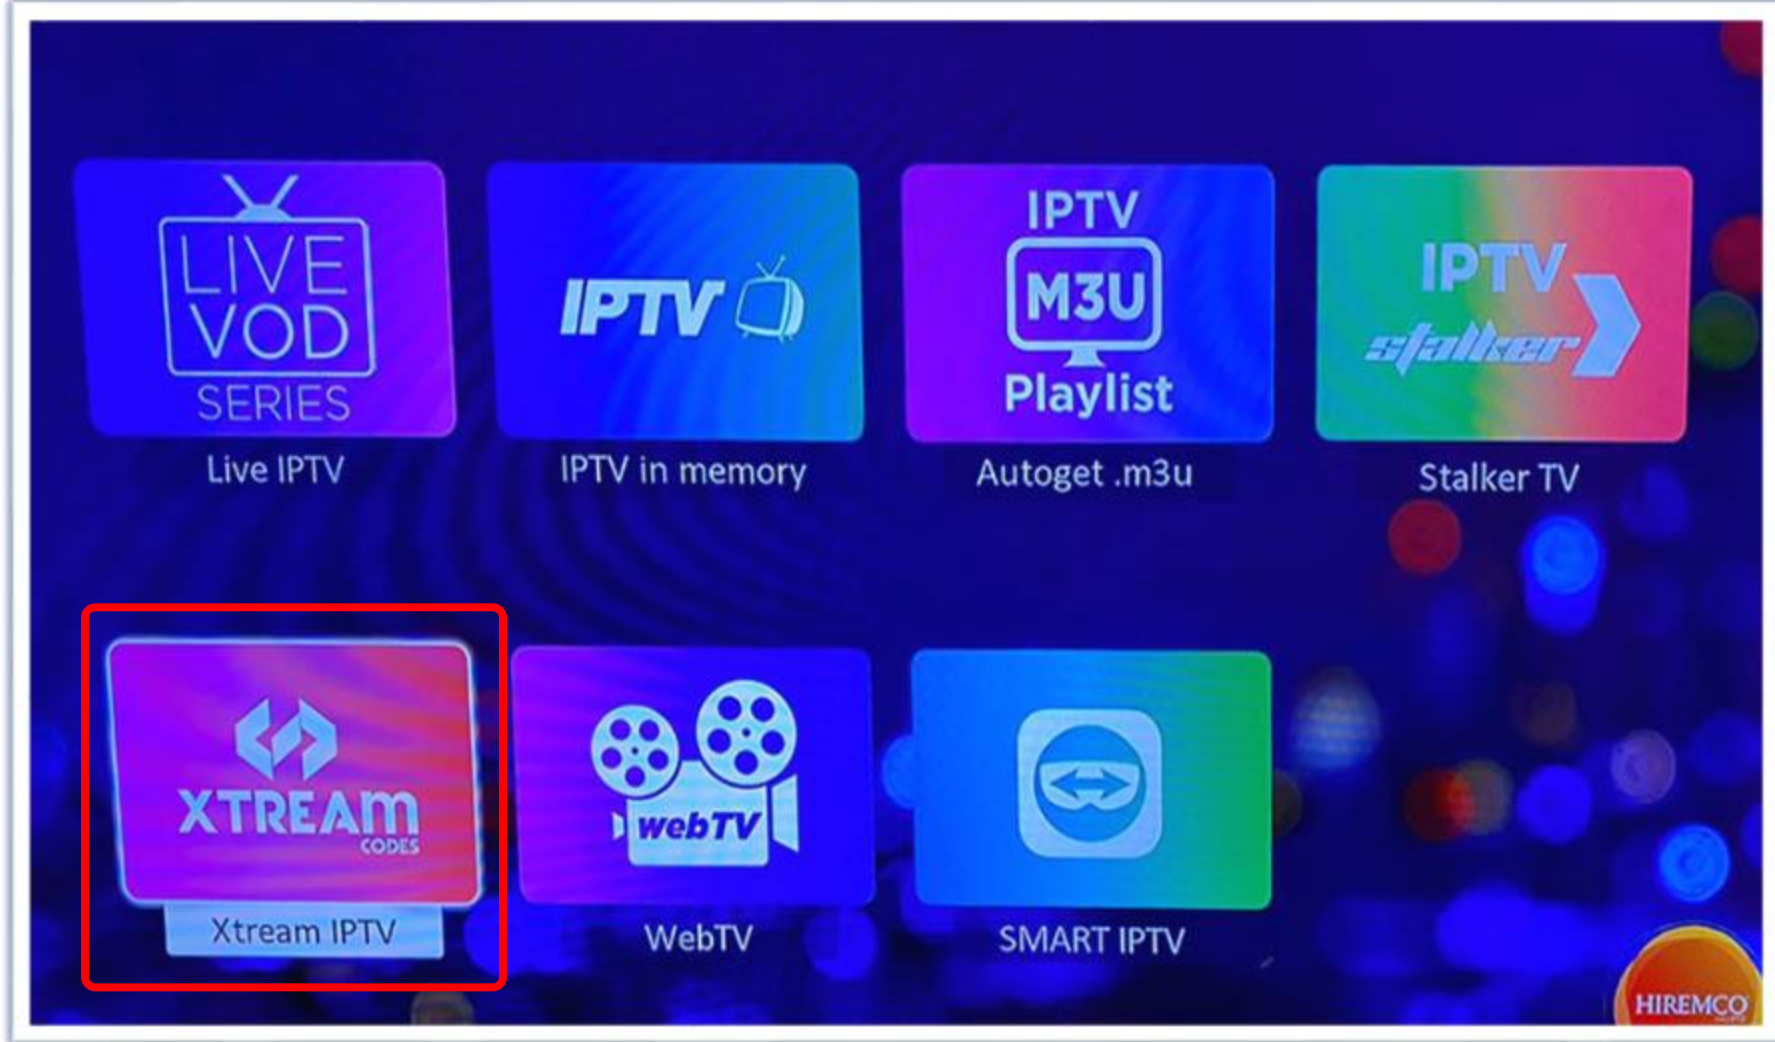 LIVE
VOD
SERIES
IPTV
IPTV
M3U
Playlist
IPTV
stalker
Live IPTV
IPTV in memory
Autoget .m3u
Stalker TV
XTREAM
CODES
webTV
Xtream IPTV
WebTV
SMART IPTV
HIREMCO